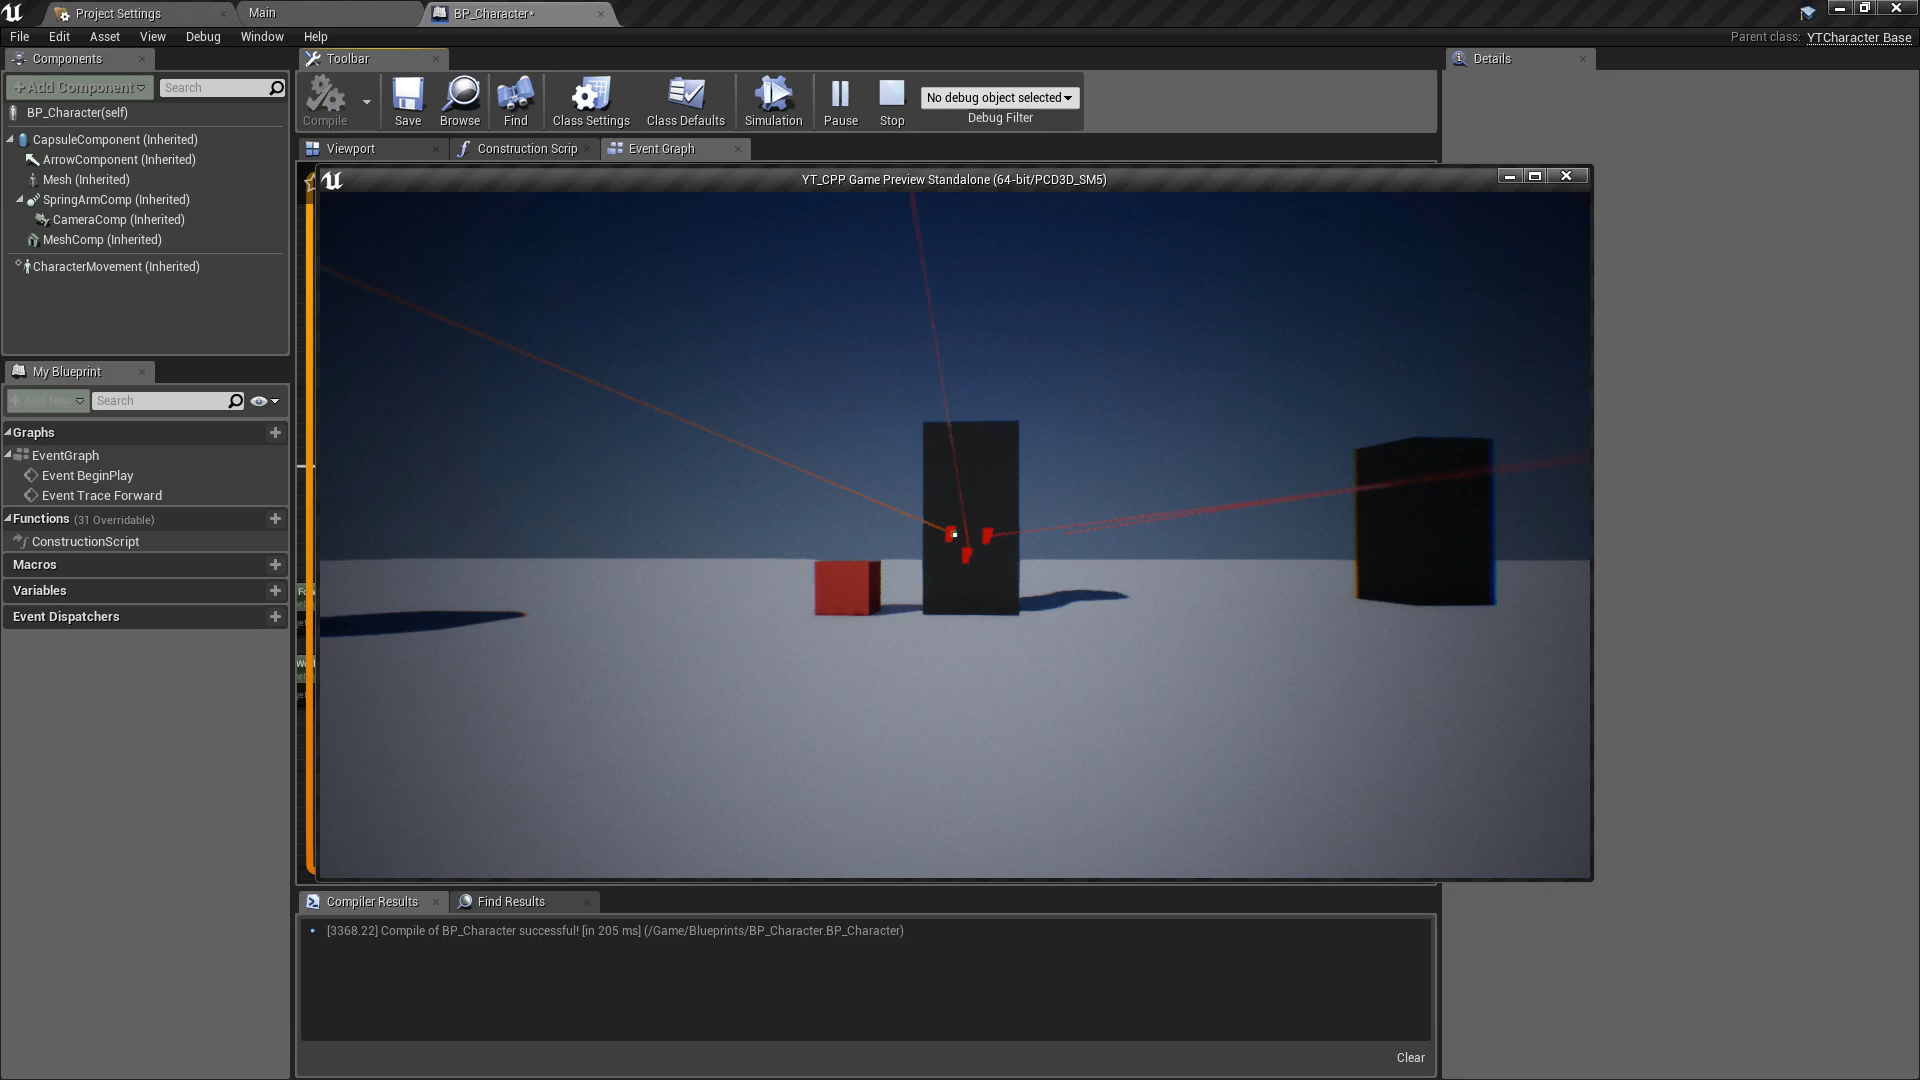 Project Settings
Main
BP_Character*
File Edit Asset View Debug Window Help
Parent class: YTCharacter Base
Components
Toolbar
Details
+Add Component
Search
BP_Character(self)
CapsuleComponent (Inherited)
ArrowComponent (Inherited)
Mesh (Inherited)
SpringArmComp (Inherited)
CameraComp (Inherited)
MeshComp (Inherited)
CharacterMovement (Inherited)
Compile
Save
Browse
Find
Class Settings
Class Defaults
Simulation
Pause
Stop
No debug object selected
Debug Filter
Viewport
Construction Scrip
Event Graph
YT_CPP Game Preview Standalone (64-bit/PCD3D_SM5)
My Blueprint
+ Add New
Search
Graphs
EventGraph
Event BeginPlay
Event Trace Forward
Functions (31 Overridable)
ConstructionScript
Macros
Variables
Event Dispatchers
Compiler Results
Find Results
[3368.22] Compile of BP_Character successful! [in 205 ms] (/Game/Blueprints/BP_Character.BP_Character)
Clear